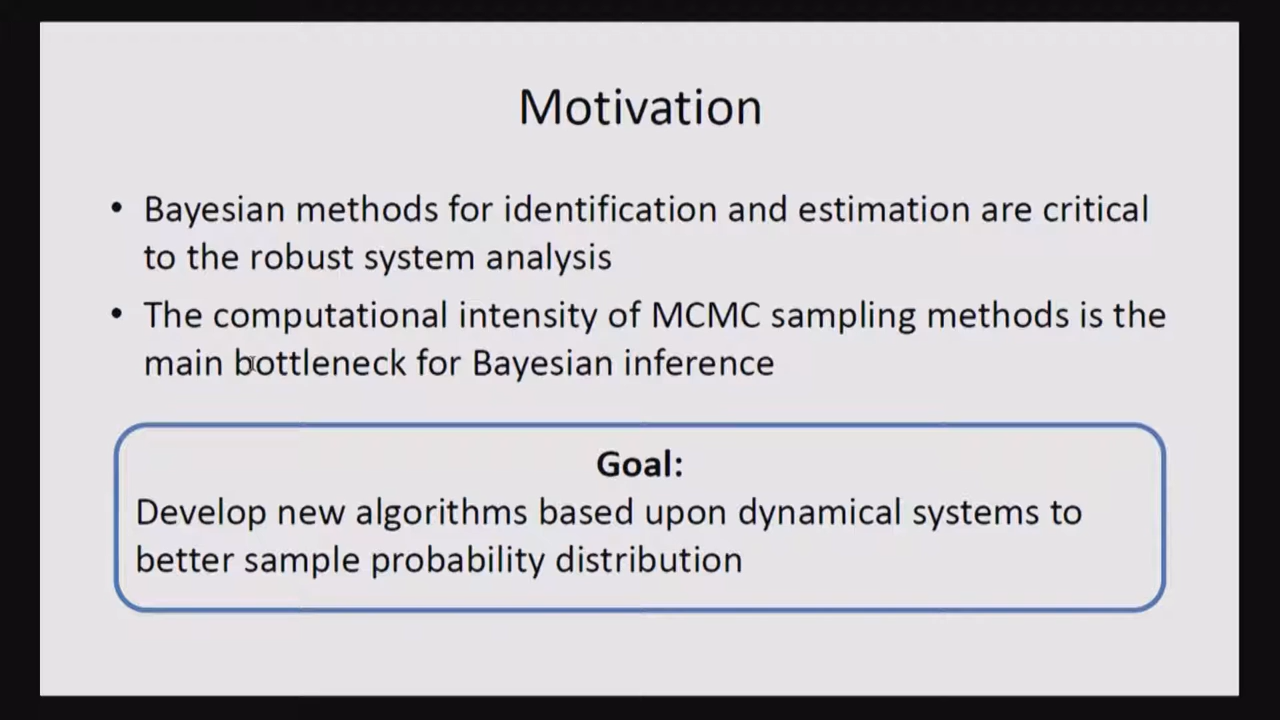 Motivation
• Bayesian methods for identification and estimation are critical
to the robust system analysis
• The computational intensity of MCMC sampling methods is the
main bottleneck for Bayesian inference
Goal:
Develop new algorithms based upon dynamical systems to
better sample probability distribution